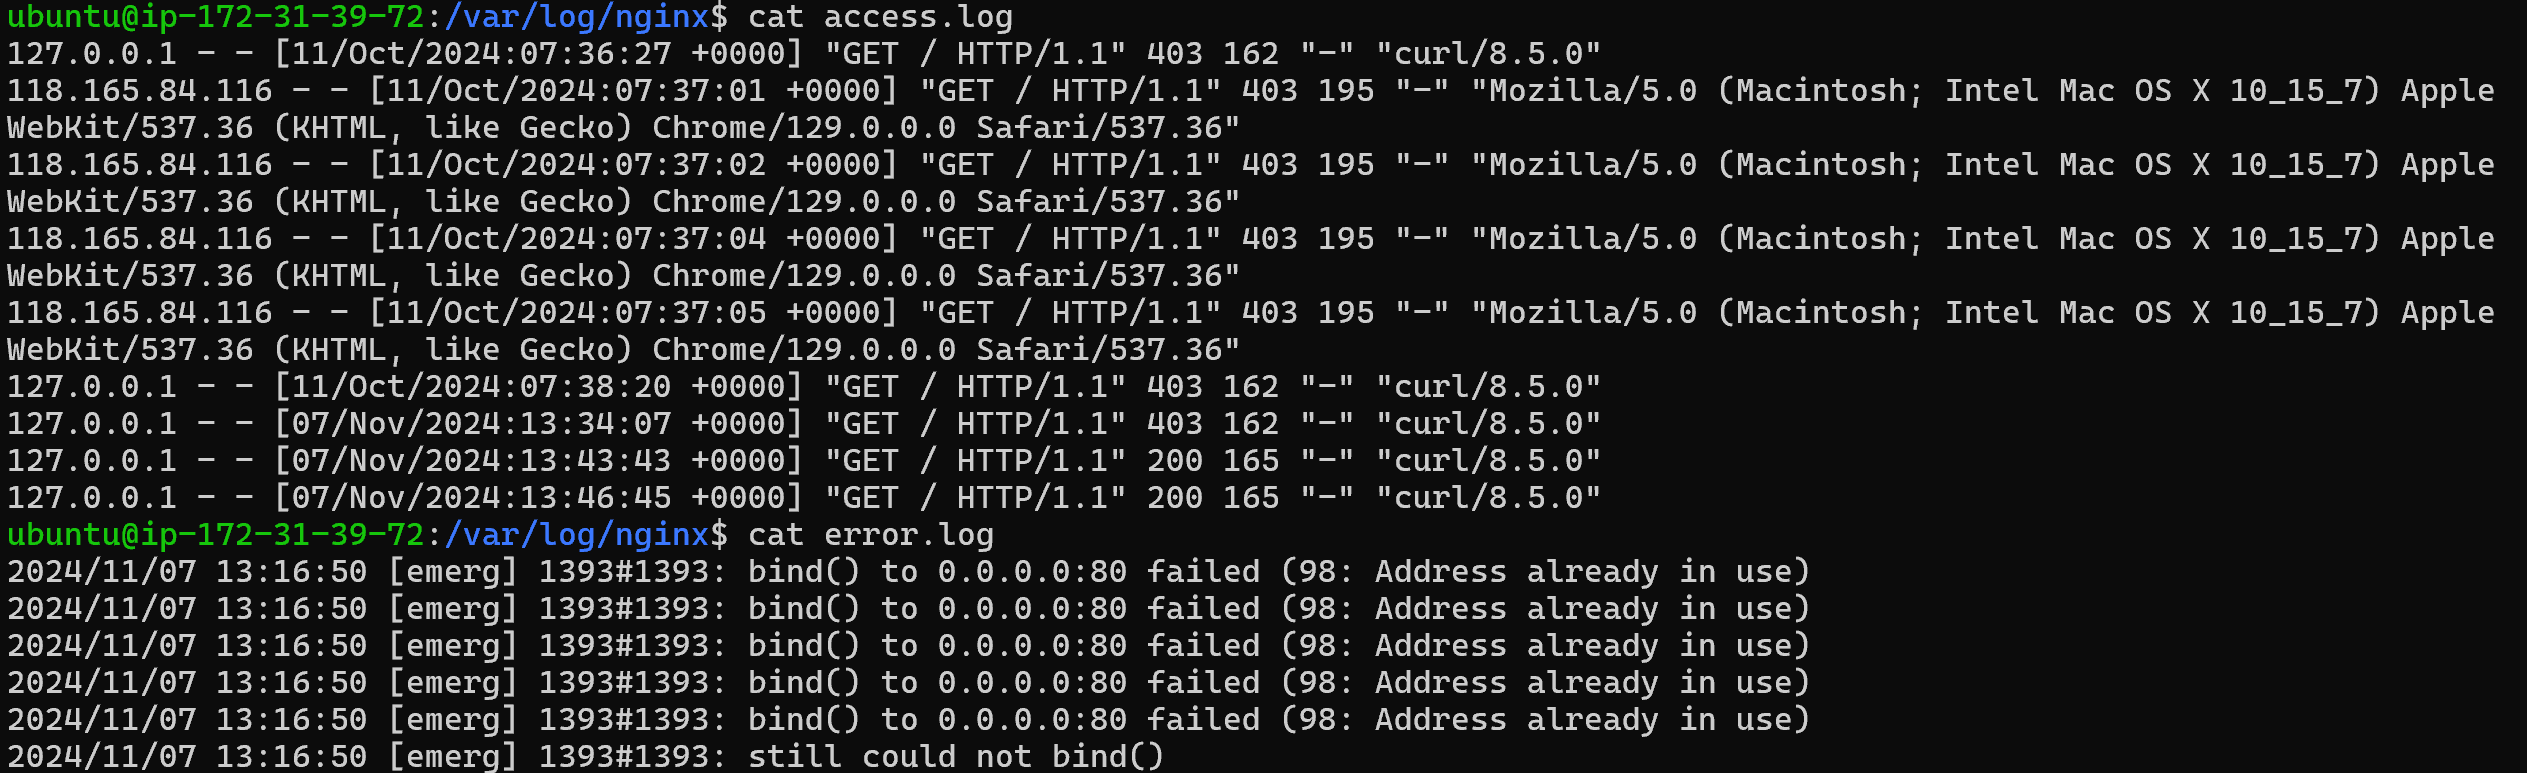 ubuntu@ip-172-31-39-72:/var/log/nginx$ cat access.log
127.0.0.1 - - [11/Oct/2024:07:36:27 +0000] "GET / HTTP/1.1" 403 162 "-" "curl/8.5.0"
118.165.84.116 - - [11/Oct/2024:07:37:01 +0000] "GET / HTTP/1.1" 403 195 "-" "Mozilla/5.0 (Macintosh; Intel Mac OS X 10_15_7) Apple
WebKit/537.36 (KHTML, like Gecko) Chrome/129.0.0.0 Safari/537.36"
118.165.84.116 - - [11/Oct/2024:07:37:02 +0000] "GET / HTTP/1.1" 403 195 "-" "Mozilla/5.0 (Macintosh; Intel Mac OS X 10_15_7) Apple
WebKit/537.36 (KHTML, like Gecko) Chrome/129.0.0.0 Safari/537.36"
118.165.84.116 - - [11/Oct/2024:07:37:04 +0000] "GET / HTTP/1.1" 403 195 "-" "Mozilla/5.0 (Macintosh; Intel Mac OS X 10_15_7) Apple
WebKit/537.36 (KHTML, like Gecko) Chrome/129.0.0.0 Safari/537.36"
118.165.84.116 - - [11/Oct/2024:07:37:05 +0000] "GET / HTTP/1.1" 403 195 "-" "Mozilla/5.0 (Macintosh; Intel Mac OS X 10_15_7) Apple
WebKit/537.36 (KHTML, like Gecko) Chrome/129.0.0.0 Safari/537.36"
127.0.0.1 - - [11/Oct/2024:07:38:20 +0000] "GET / HTTP/1.1" 403 162 "-" "curl/8.5.0"
127.0.0.1 - - [07/Nov/2024:13:34:07 +0000] "GET / HTTP/1.1" 403 162 "-" "curl/8.5.0"
127.0.0.1 - - [07/Nov/2024:13:43:43 +0000] "GET / HTTP/1.1" 200 165 "-" "curl/8.5.0"
127.0.0.1 - - [07/Nov/2024:13:46:45 +0000] "GET / HTTP/1.1" 200 165 "-" "curl/8.5.0"
ubuntu@ip-172-31-39-72:/var/log/nginx$ cat error.log
2024/11/07 13:16:50 [emerg] 1393#1393: bind() to 0.0.0.0:80 failed (98: Address already in use)
2024/11/07 13:16:50 [emerg] 1393#1393: bind() to 0.0.0.0:80 failed (98: Address already in use)
2024/11/07 13:16:50 [emerg] 1393#1393: bind() to 0.0.0.0:80 failed (98: Address already in use)
2024/11/07 13:16:50 [emerg] 1393#1393: bind() to 0.0.0.0:80 failed (98: Address already in use)
2024/11/07 13:16:50 [emerg] 1393#1393: bind() to 0.0.0.0:80 failed (98: Address already in use)
2024/11/07 13:16:50 [emerg] 1393#1393: still could not bind()